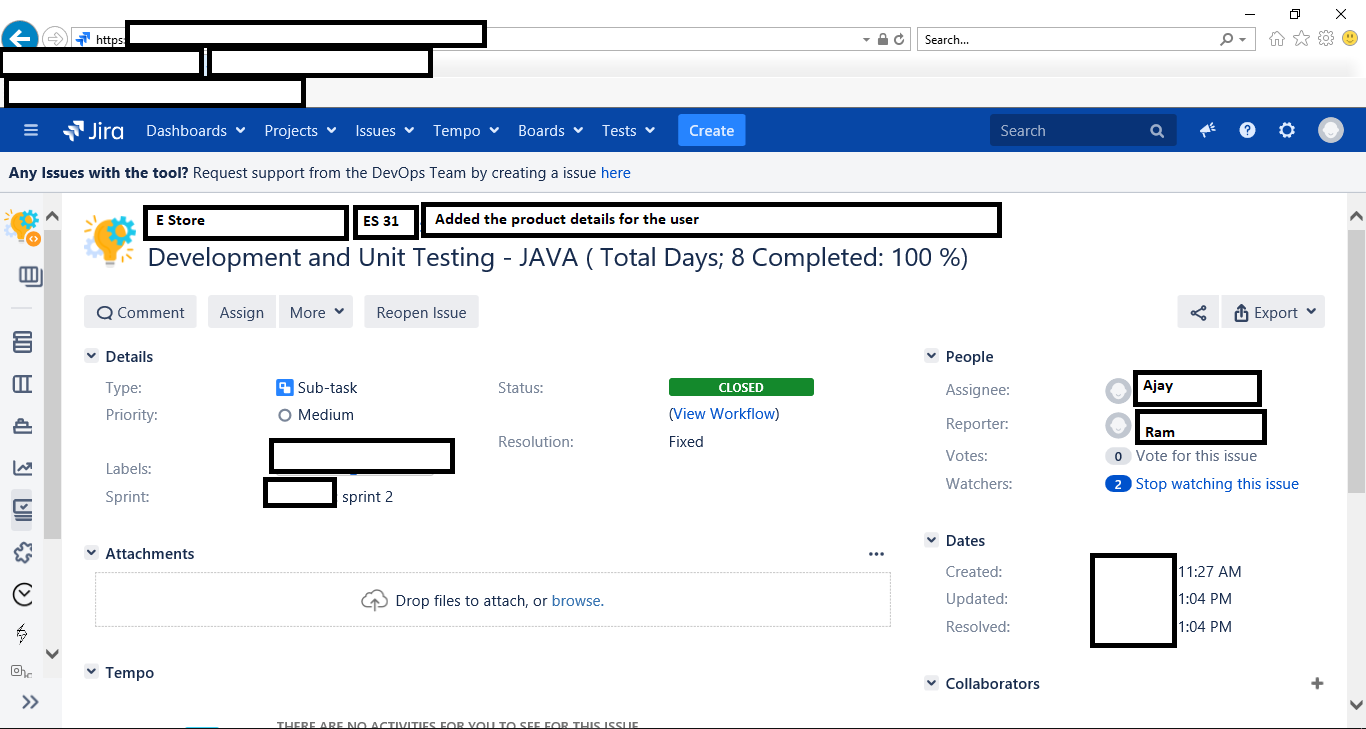 https:
Search...
Jira Dashboards Projects Issues Tempo Boards Tests Create Search
Any Issues with the tool? Request support from the DevOps Team by creating a issue here
E Store ES 31 Added the product details for the user
Development and Unit Testing - JAVA ( Total Days; 8 Completed: 100 %)
Comment Assign More Reopen Issue Export
Details
Type: Sub-task Status: CLOSED
Priority: Medium (View Workflow)
Resolution: Fixed
Labels:
Sprint: sprint 2
Attachments
Drop files to attach, or browse.
Tempo
THERE ARE NO ACTIVITIES FOR YOU TO SEE FOR THIS ISSUE
People
Assignee: Ajay
Reporter: Ram
Votes: 0 Vote for this issue
Watchers: 2 Stop watching this issue
Dates
Created: 11:27 AM
Updated: 1:04 PM
Resolved: 1:04 PM
Collaborators